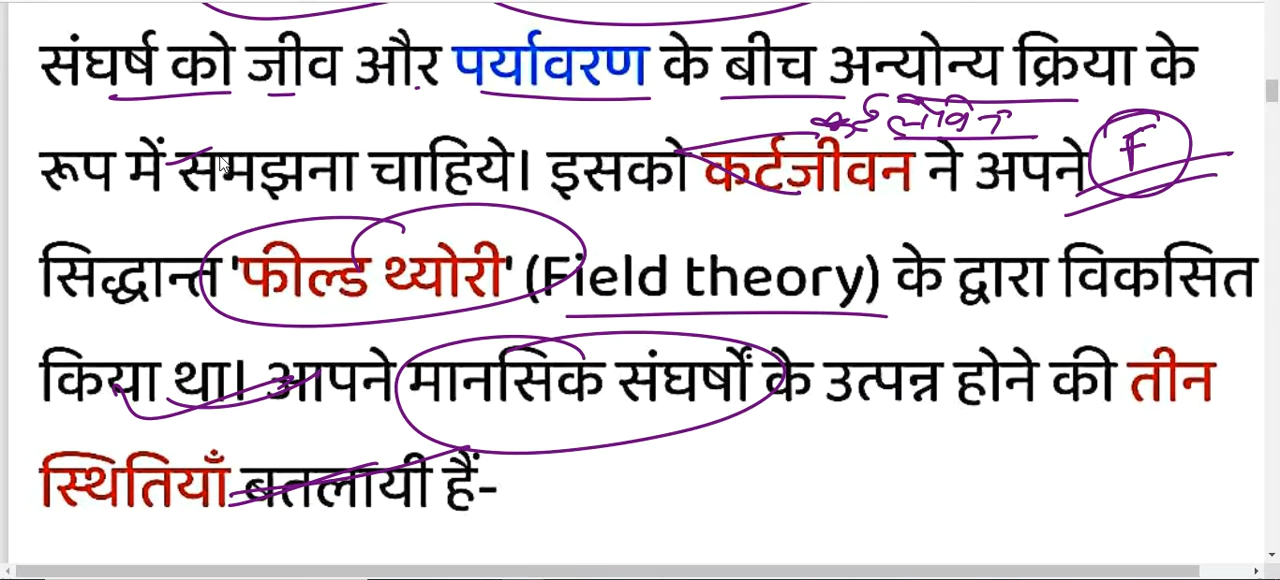 संघर्ष को जीव और पर्यावरण के बीच अन्योन्य क्रिया के
लेविन
रूप में समझना चाहिये। इसको कर्टजीवन ने अपने F
सिद्धान्त 'फील्ड थ्योरी' (Field theory) के द्वारा विकसित
किया था। आपने मानसिक संघर्षों के उत्पन्न होने की तीन
स्थितियाँ बतलायी हैं-